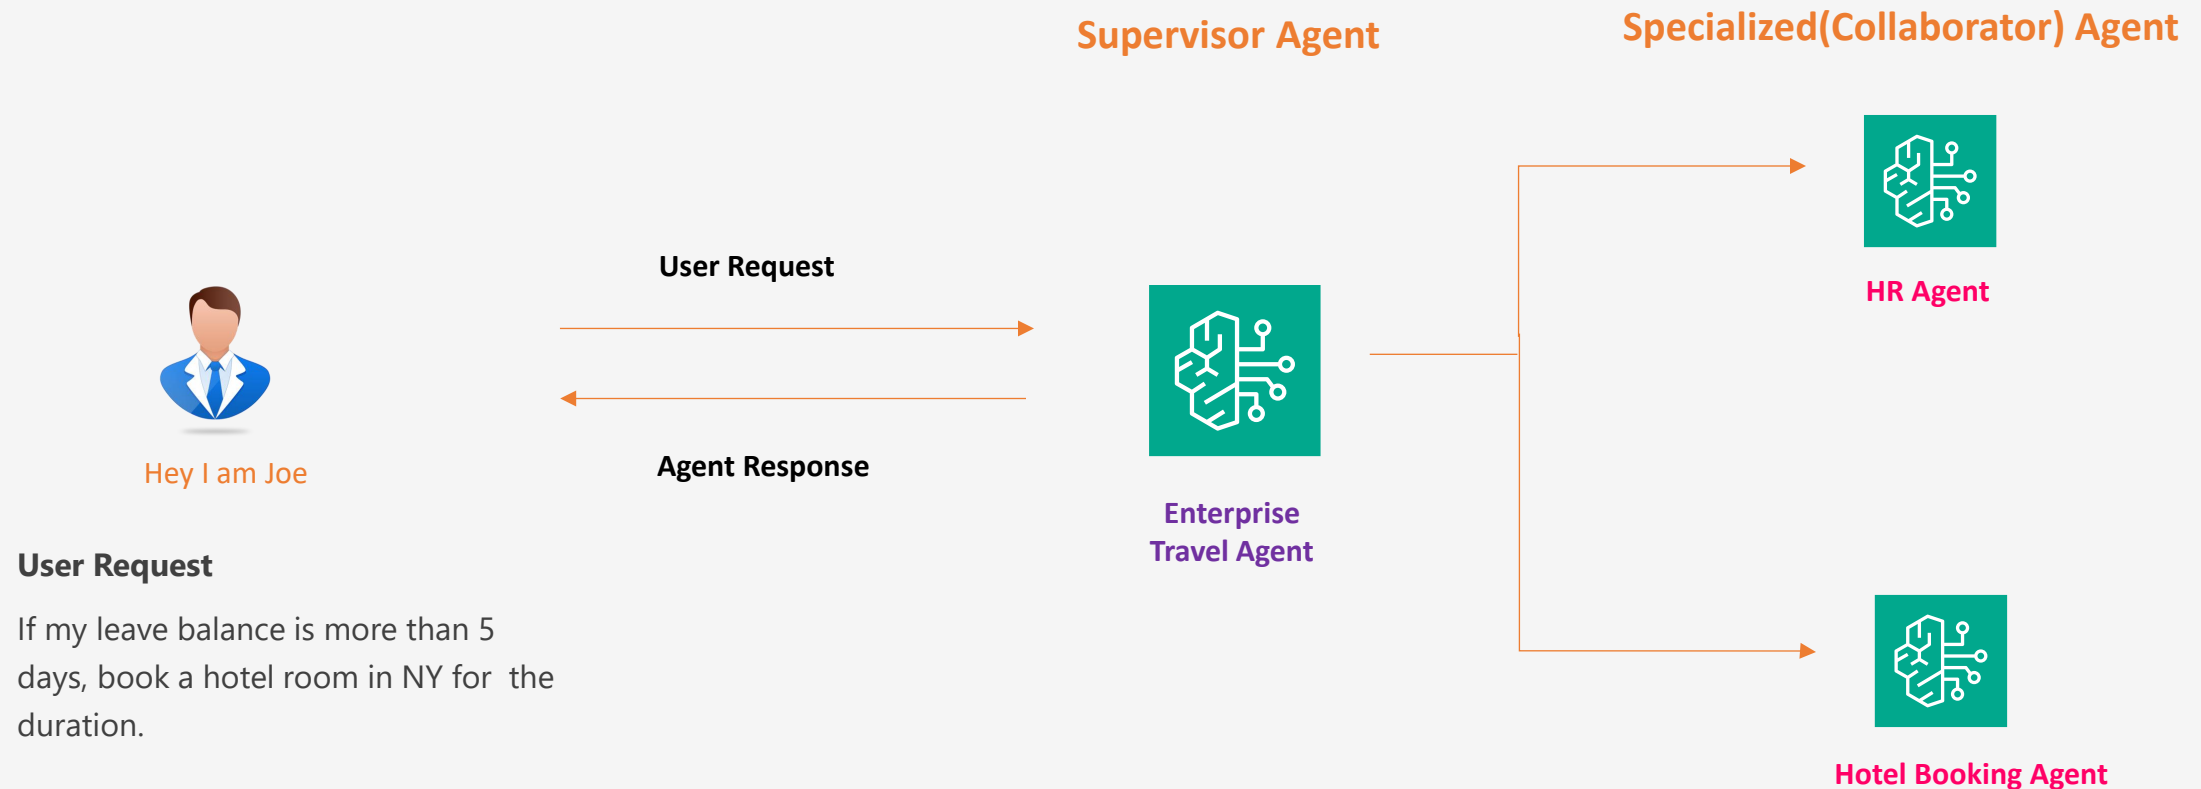 Supervisor Agent
Specialized(Collaborator) Agent
User Request
HR Agent
Hey I am Joe
Agent Response
Enterprise
Travel Agent
User Request
If my leave balance is more than 5
days, book a hotel room in NY for  the
duration.
Hotel Booking Agent